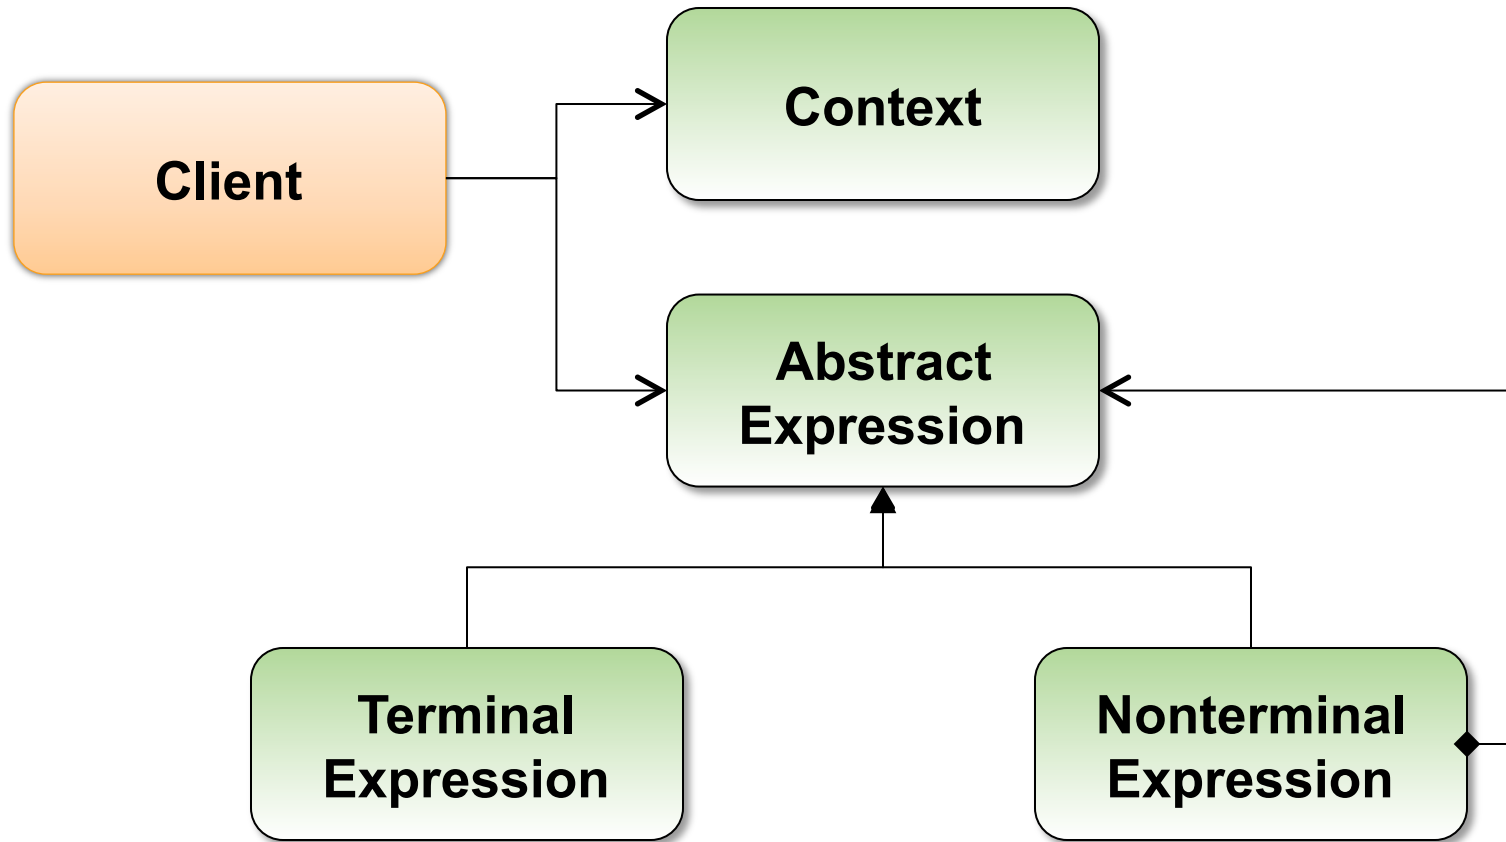 Context
Client
Abstract
Expression
Terminal
Expression
Nonterminal
Expression